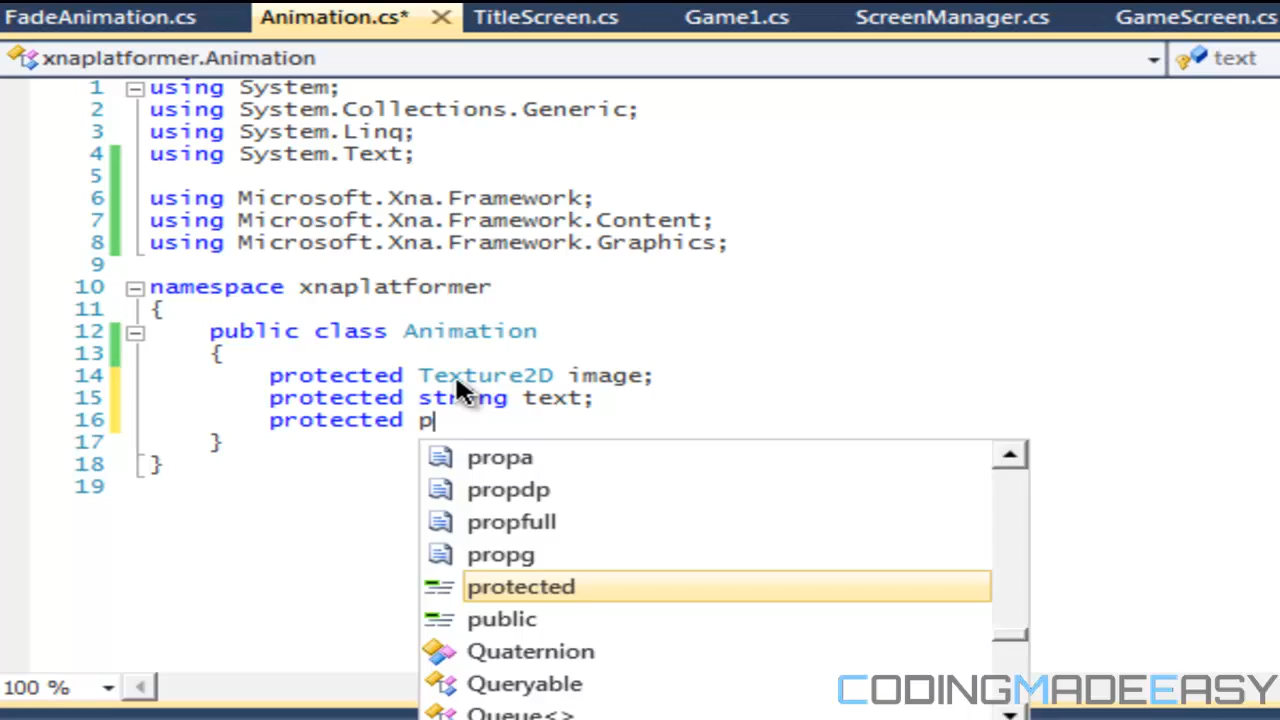 FadeAnimation.cs Animation.cs* TitleScreen.cs Game1.cs ScreenManager.cs GameScreen.cs
xnaplatformer.Animation text
1 using System;
2 using System.Collections.Generic;
3 using System.Linq;
4 using System.Text;
5
6 using Microsoft.Xna.Framework;
7 using Microsoft.Xna.Framework.Content;
8 using Microsoft.Xna.Framework.Graphics;
9
10 namespace xnaplatformer
11 {
12 public class Animation
13 {
14 protected Texture2D image;
15 protected string text;
16 protected p
17 }
18 }
19
propa
propdp
propfull
propg
protected
public
Quaternion
Queryable
Queue<>
100 %
CODINGMADEEASY